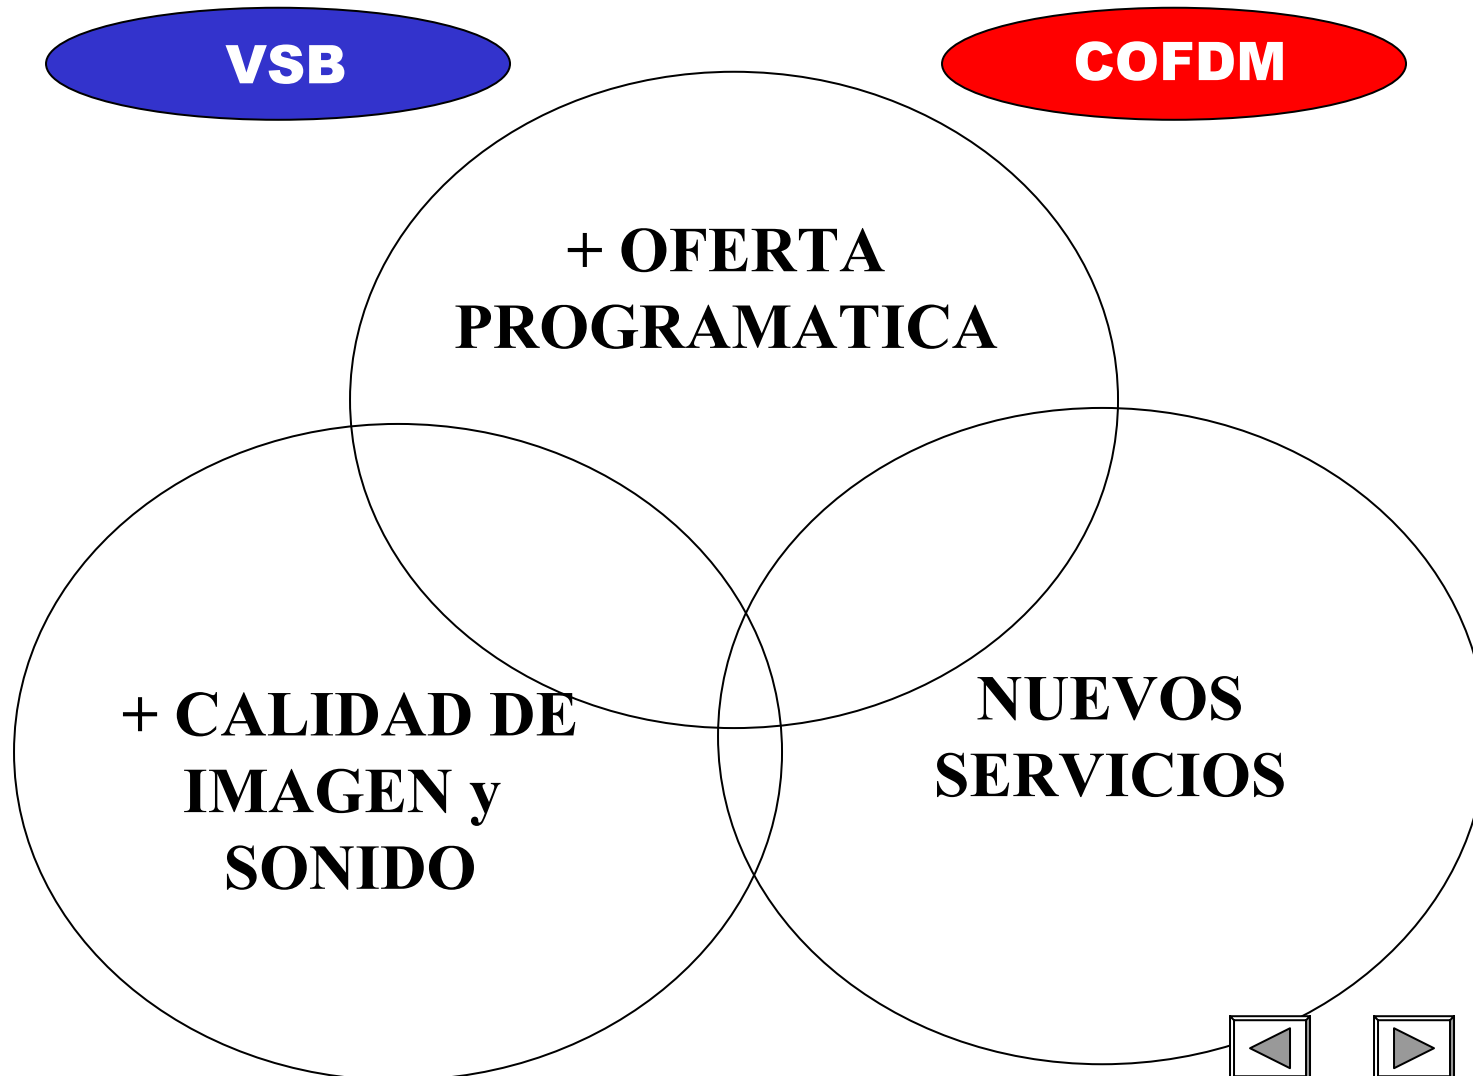 VSB
COFDM
+ OFERTA
PROGRAMATICA
+ CALIDAD DE
IMAGEN y
SONIDO
NUEVOS
SERVICIOS